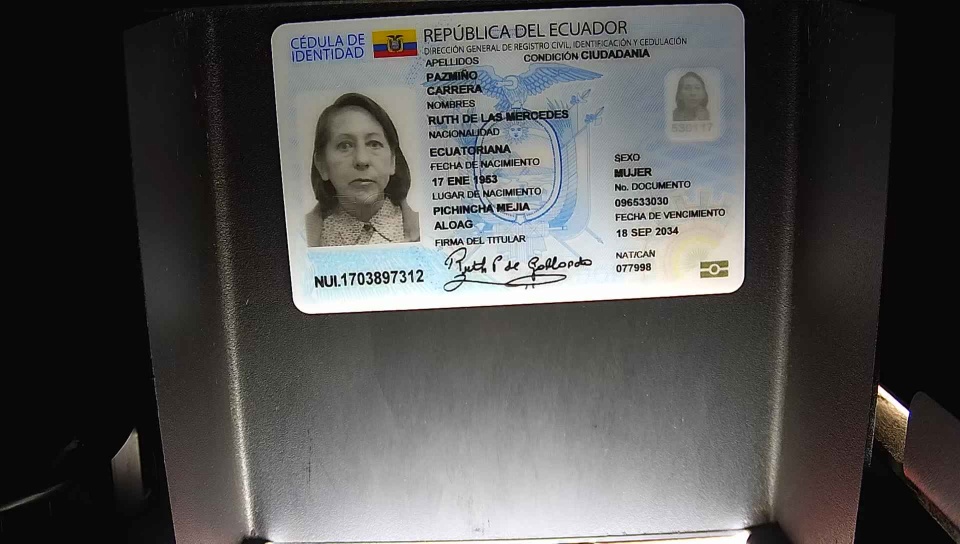 CÉDULA DE
IDENTIDAD
REPÚBLICA DEL ECUADOR
DIRECCIÓN GENERAL DE REGISTRO CIVIL, IDENTIFICACIÓN Y CEDULACIÓN
APELLIDOS
CONDICIÓN CIUDADANIA
PAZMIÑO
CARRERA
NOMBRES
RUTH DE LAS MERCEDES
NACIONALIDAD
ECUATORIANA
FECHA DE NACIMIENTO
17 ENE 1953
LUGAR DE NACIMIENTO
PICHINCHA MEJIA
ALOAG
FIRMA DEL TITULAR
Ruth P de Gallardo
SEXO
MUJER
No. DOCUMENTO
096533030
FECHA DE VENCIMIENTO
18 SEP 2034
NAT/CAN
077998
NUI.1703897312